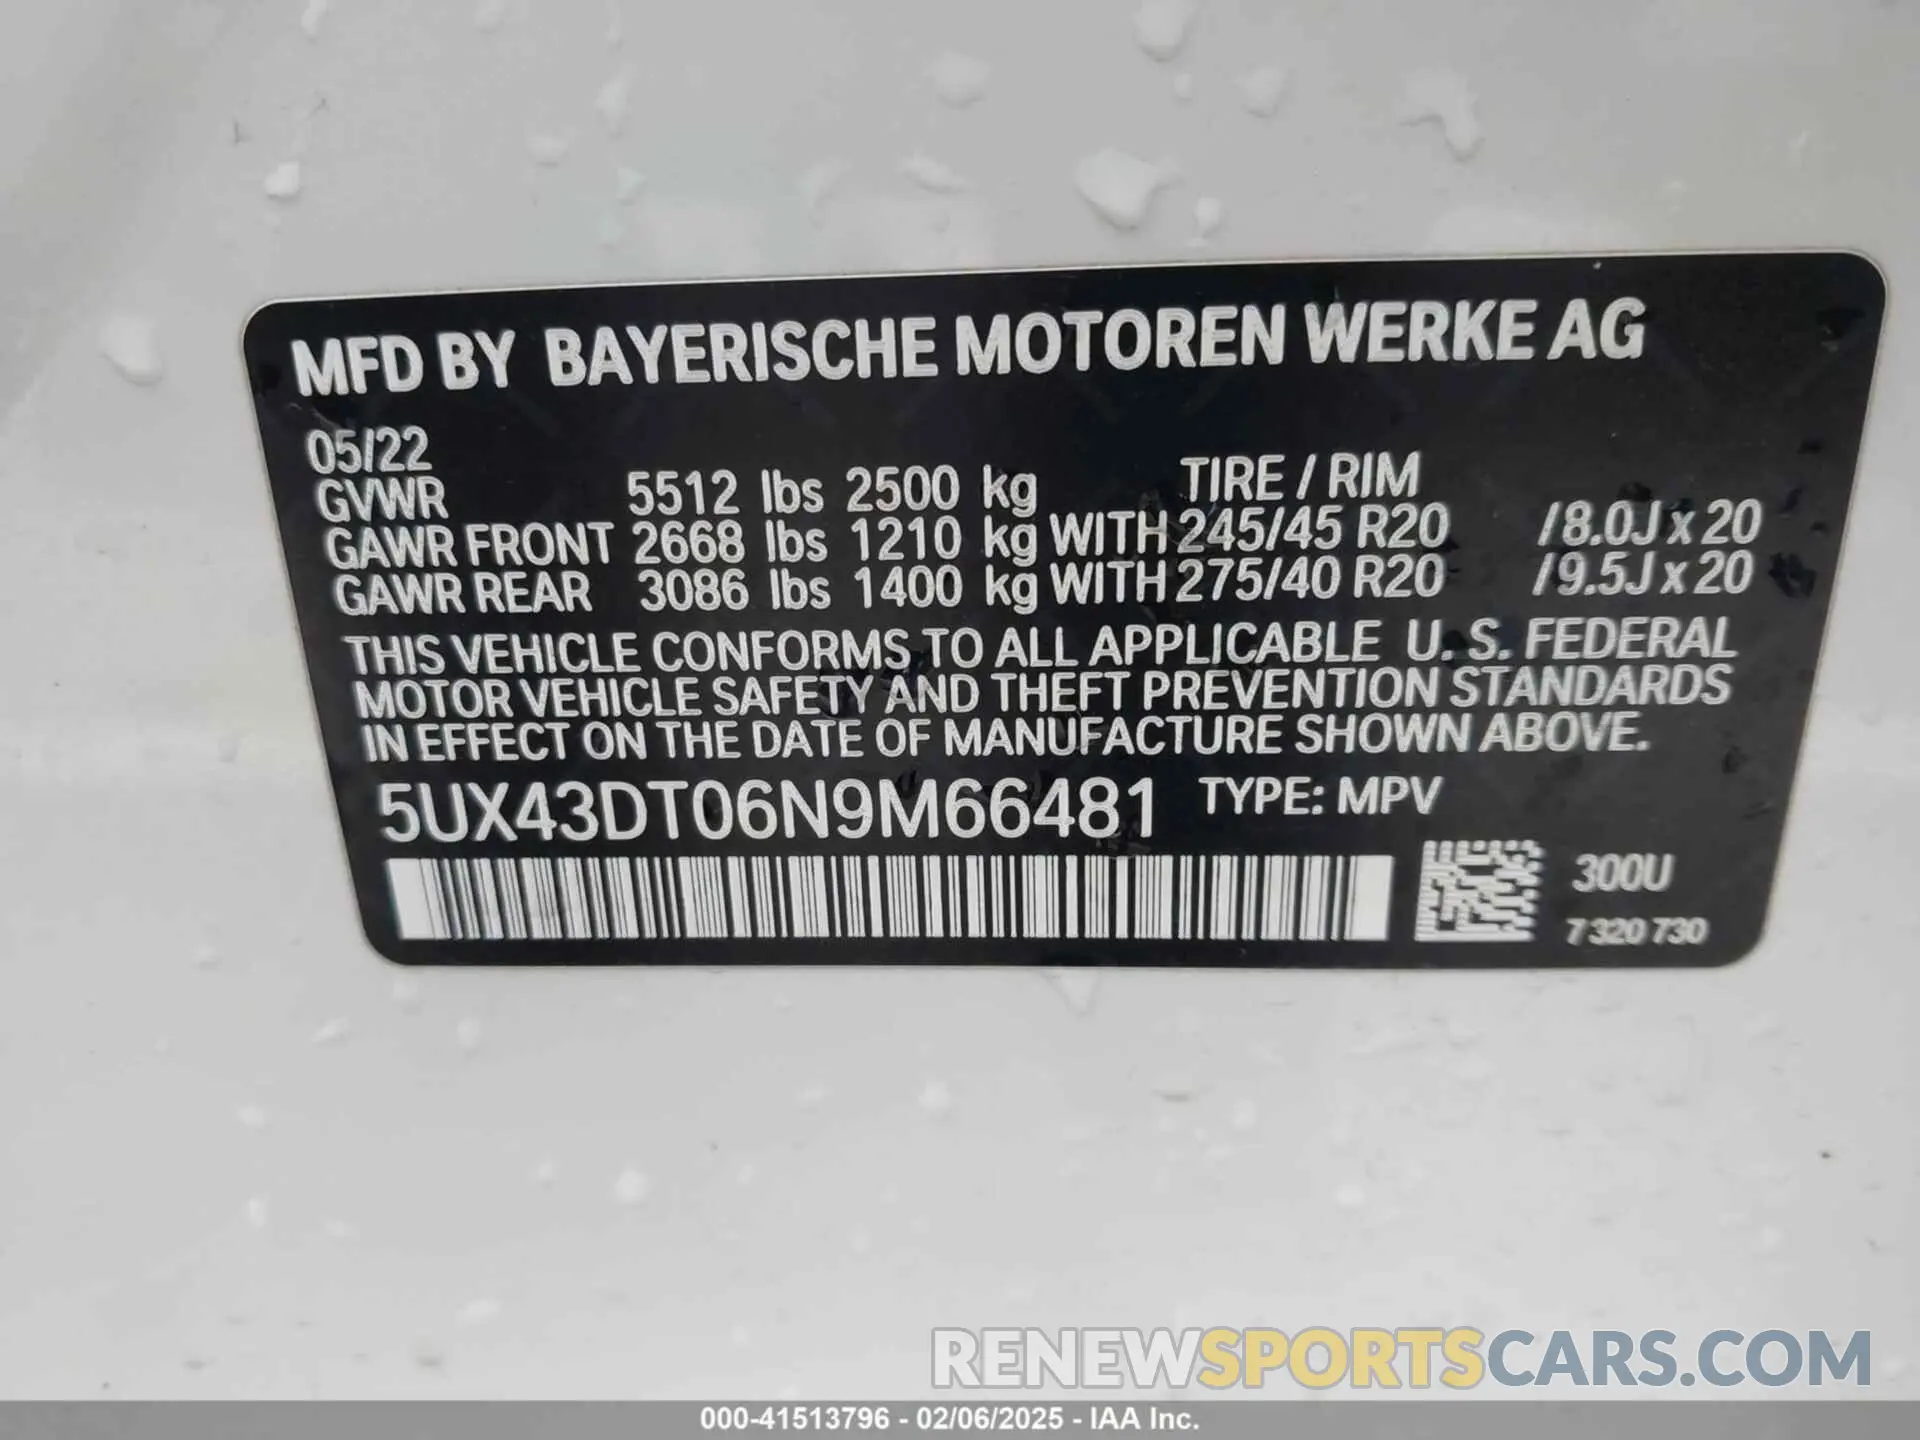 MFD BY BAYERISCHE MOTOREN WERKE AG
05/22
GVWR 5512 lbs 2500 kg TIRE / RIM
GAWR FRONT 2668 lbs 1210 kg WITH 245/45 R20 /8.0J x 20
GAWR REAR 3086 lbs 1400 kg WITH 275/40 R20 /9.5J x 20
THIS VEHICLE CONFORMS TO ALL APPLICABLE U. S. FEDERAL
MOTOR VEHICLE SAFETY AND THEFT PREVENTION STANDARDS
IN EFFECT ON THE DATE OF MANUFACTURE SHOWN ABOVE.
5UX43DT06N9M66481 TYPE: MPV
300U
7 320 730
RENEWSPORTSCARS.COM
000-41513796 - 02/06/2025 - IAA Inc.